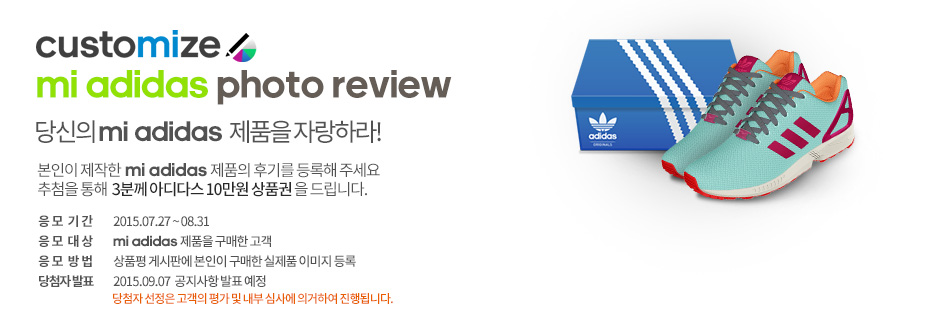 customize
mi adidas photo review
당신의 mi adidas 제품을 자랑하라!
본인이 제작한 mi adidas 제품의 후기를 등록해 주세요
추첨을 통해 3분께 아디다스 10만원 상품권을 드립니다.
응모 기간 2015.07.27 ~ 08.31
응모 대상 mi adidas 제품을 구매한 고객
응모 방법 상품평 게시판에 본인이 구매한 실제품 이미지 등록
당첨자 발표 2015.09.07 공지사항 발표 예정
당첨자 선정은 고객의 평가 및 내부 심사에 의거하여 진행됩니다.
adidas
ORIGINALS